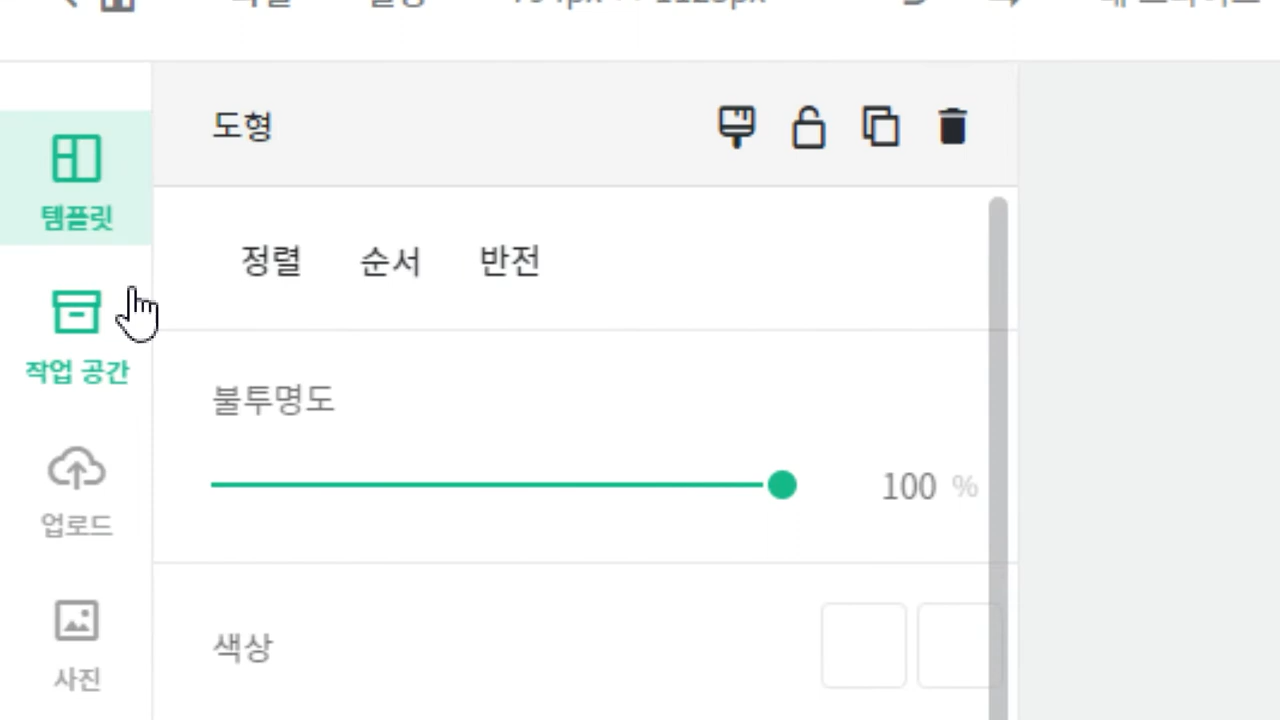 도형
템플릿
정렬 순서 반전
작업 공간
불투명도
100 %
업로드
색상
사진